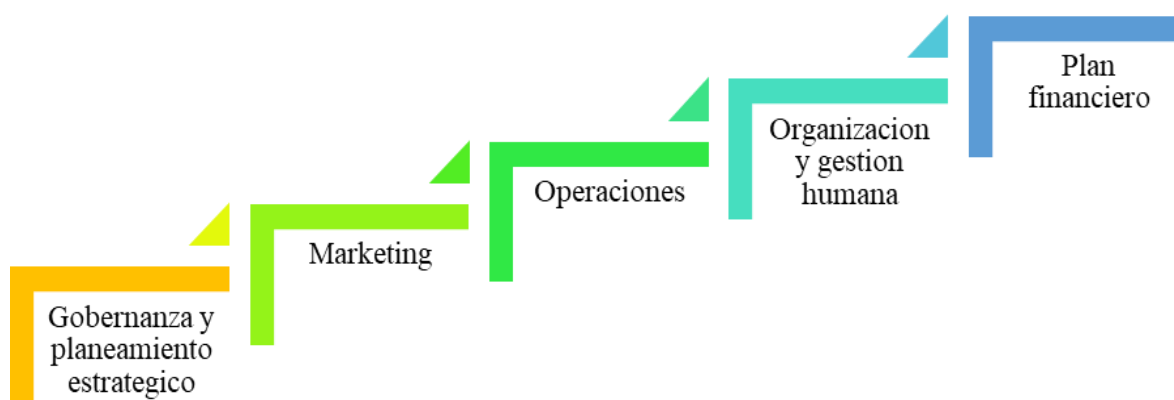 Gobernanza y
planeamiento
estrategico
Marketing
Operaciones
Organizacion
y gestion
humana
Plan
financiero